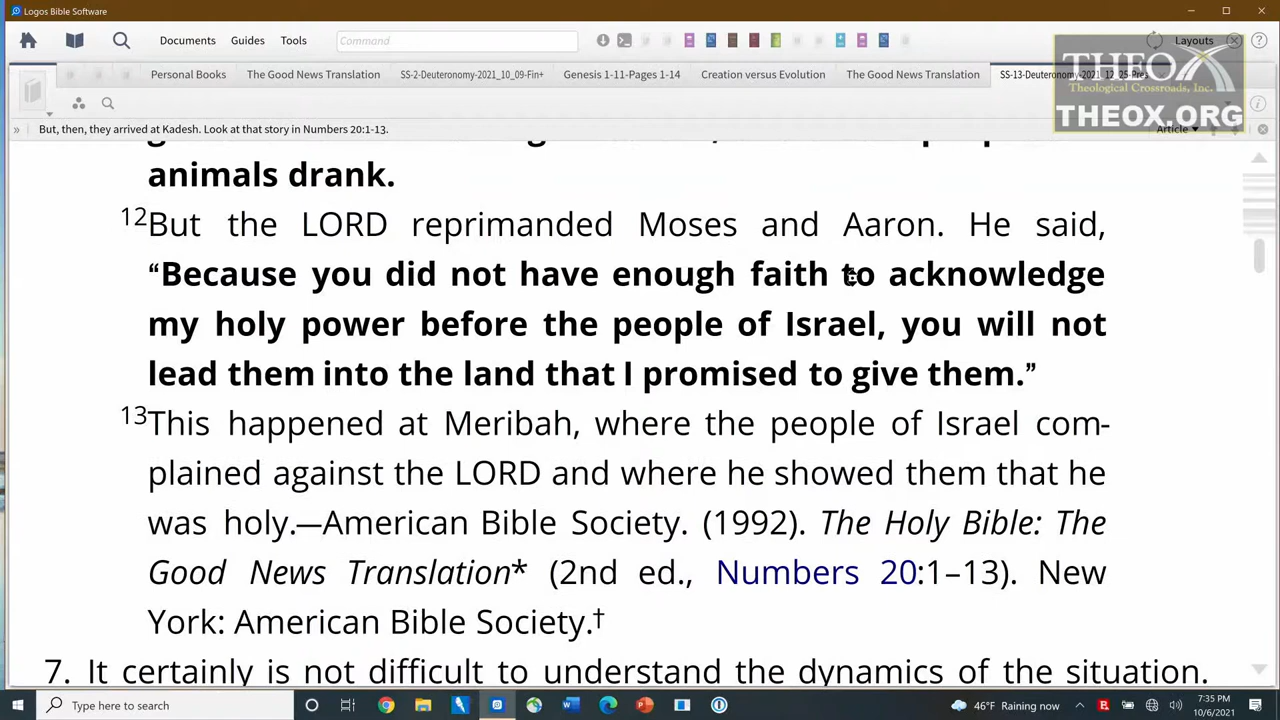 Logos Bible Software
Documents Guides Tools Command Layouts
Personal Books The Good News Translation SS-2-Deuteronomy-2021_10_09-Fin+ Genesis 1-11-Pages 1-14 Creation versus Evolution The Good News Translation SS-13-Deuteronomy-2021_12_25-Pres
THEOX
Theological Crossroads, Inc.
THEOX.ORG
» But, then, they arrived at Kadesh. Look at that story in Numbers 20:1-13. Article
animals drank.
12But the LORD reprimanded Moses and Aaron. He said,
“Because you did not have enough faith to acknowledge
my holy power before the people of Israel, you will not
lead them into the land that I promised to give them.”
13This happened at Meribah, where the people of Israel com-
plained against the LORD and where he showed them that he
was holy.—American Bible Society. (1992). The Holy Bible: The
Good News Translation* (2nd ed., Numbers 20:1–13). New
York: American Bible Society.†
7. It certainly is not difficult to understand the dynamics of the situation.
Type here to search 46°F Raining now 7:35 PM
10/6/2021